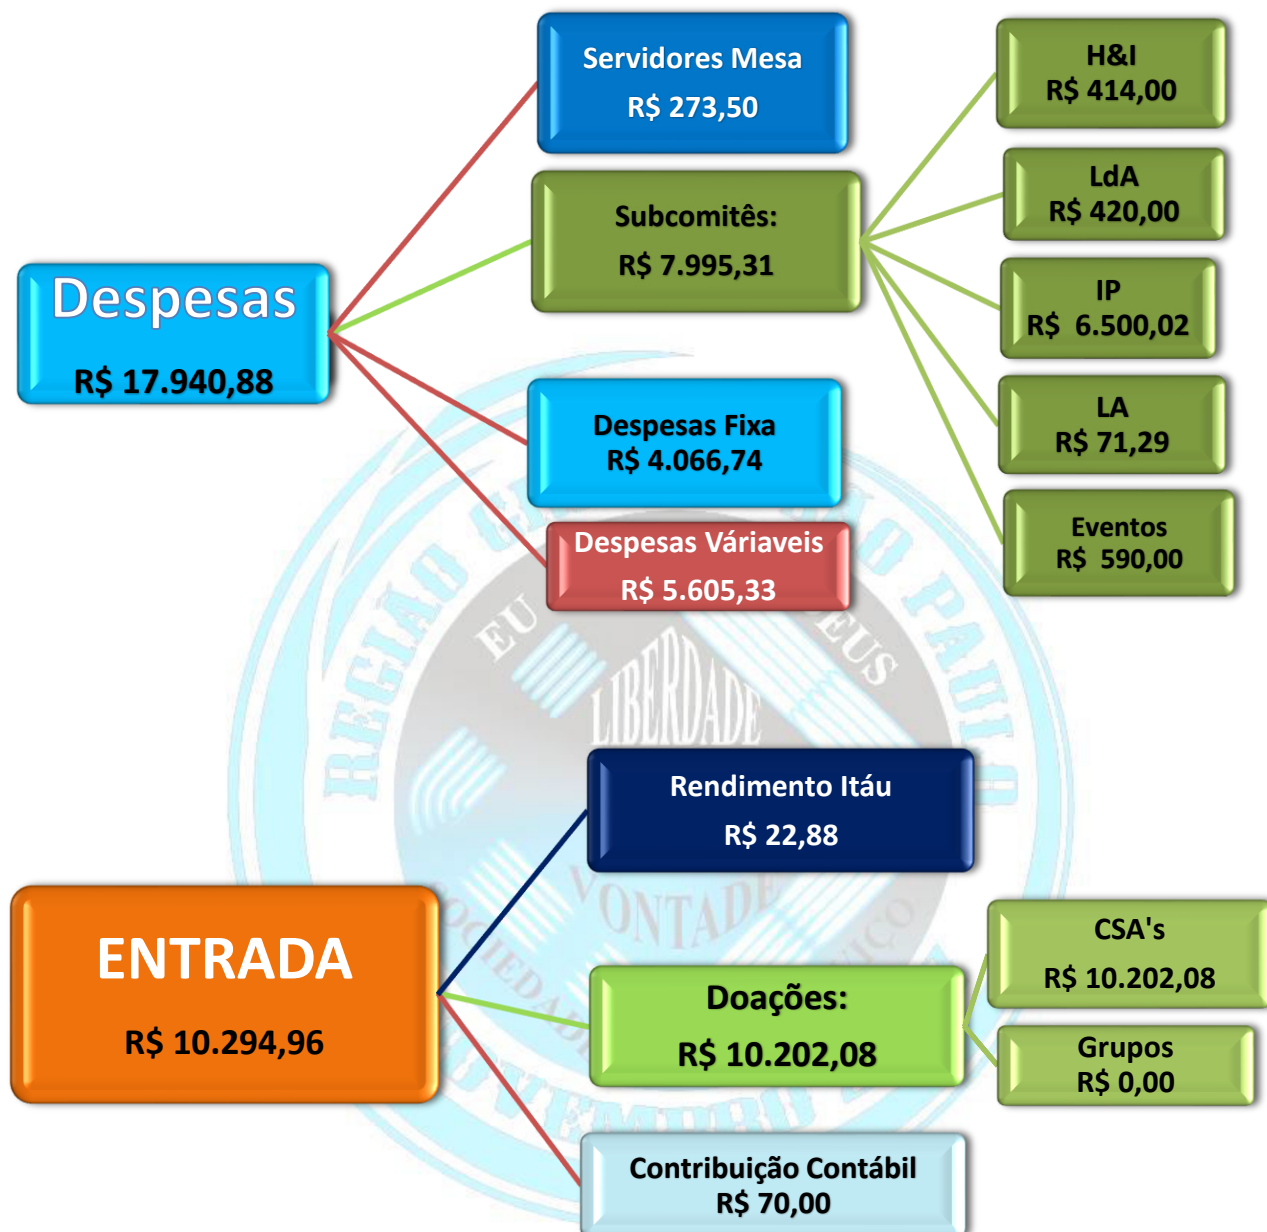 Despesas
R$ 17.940,88
Servidores Mesa
R$ 273,50
Subcomitês:
R$ 7.995,31
H&I
R$ 414,00
LdA
R$ 420,00
IP
R$  6.500,02
LA
R$ 71,29
Eventos
R$  590,00
Despesas Fixa
R$ 4.066,74
Despesas Váriaveis
R$ 5.605,33
EU
EUS
REGIÃO
SÃO PAULO
LIBERDADE
VONTADE
ENTRADA
R$ 10.294,96
Rendimento Itáu
R$ 22,88
Doações:
R$ 10.202,08
CSA's
R$ 10.202,08
Grupos
R$ 0,00
Contribuição Contábil
R$ 70,00